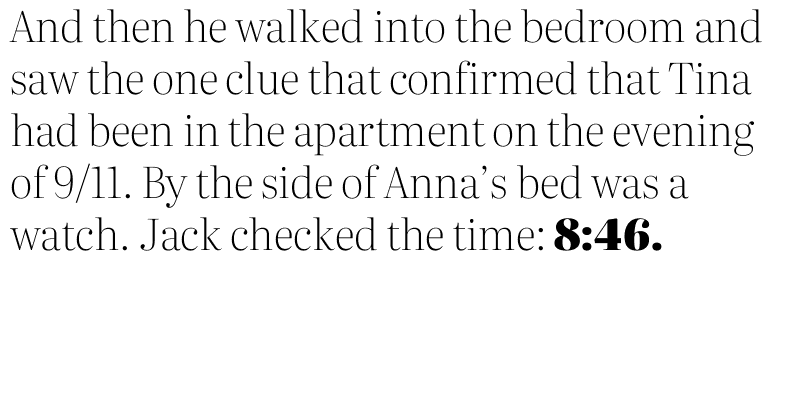 And then he walked into the bedroom and
saw the one clue that confirmed that Tina
had been in the apartment on the evening
of 9/11. By the side of Anna’s bed was a
watch. Jack checked the time: 8:46.